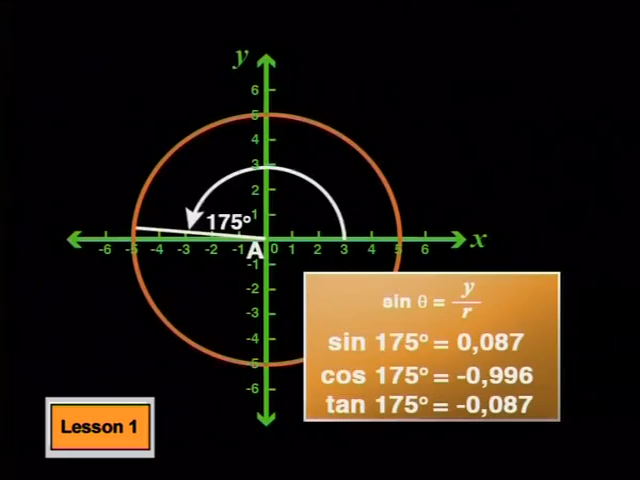 y
6
5
4
3
2
1
175°
-6 -5 -4 -3 -2 -1 0 1 2 3 4 5 6 x
A
-1
-2
-3
-4
-5
-6
sin θ = y/r
sin 175° = 0,087
cos 175° = -0,996
tan 175° = -0,087
Lesson 1